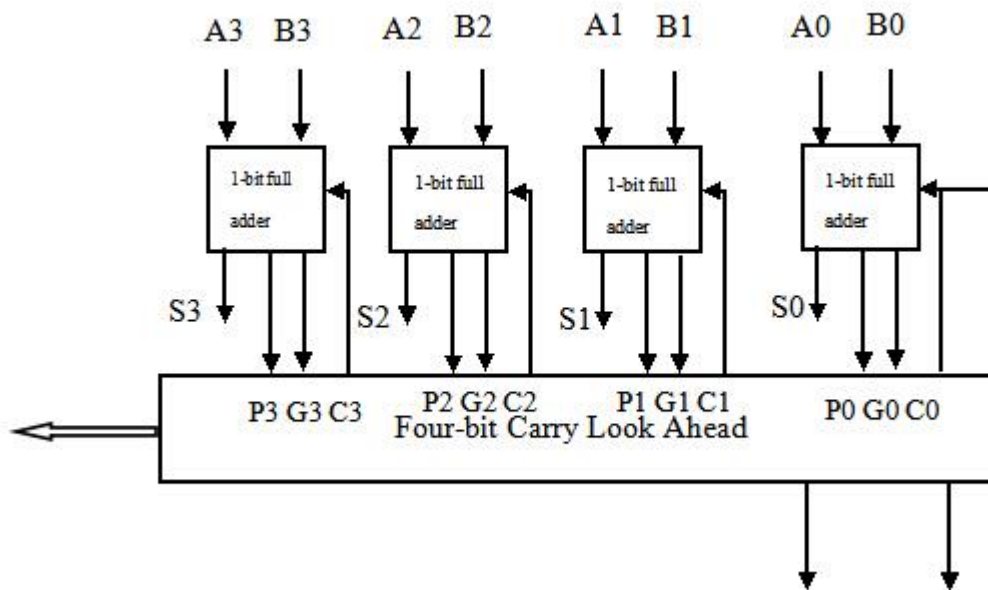 A3 B3 A2 B2 A1 B1 A0 B0
1-bit full
adder
1-bit full
adder
1-bit full
adder
1-bit full
adder
S3 S2 S1 S0
P3 G3 C3 P2 G2 C2 P1 G1 C1 P0 G0 C0
Four-bit Carry Look Ahead